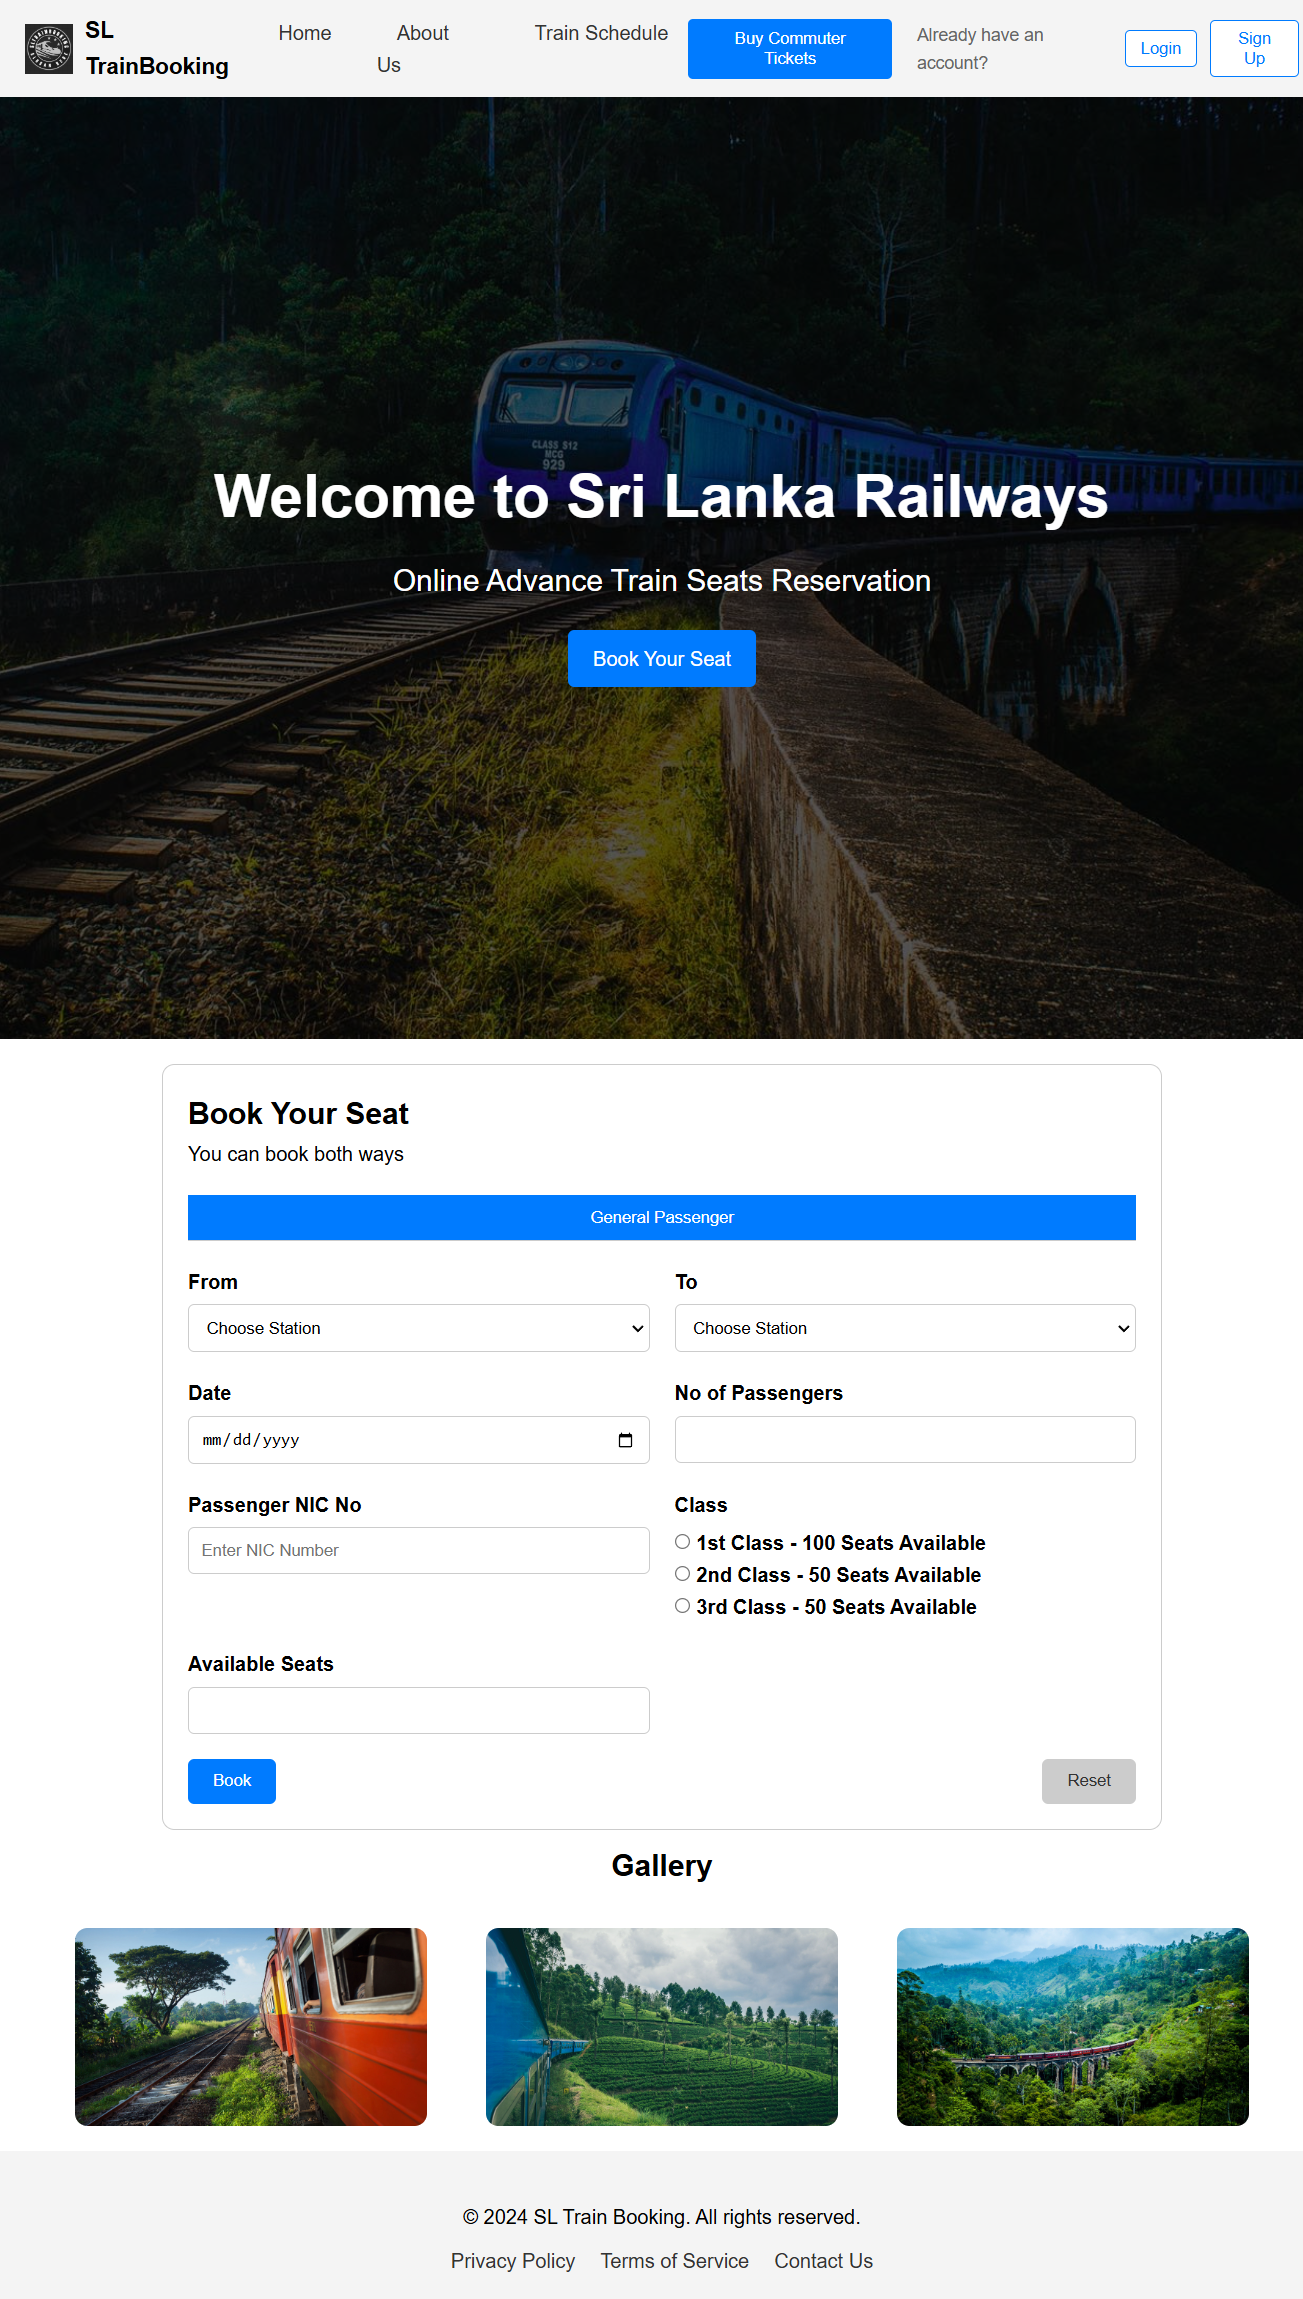 SL
TrainBooking
Home
About
Us
Train Schedule
Buy Commuter
Tickets
Already have an
account?
Login
Sign
Up
CLASS S12
MCG
929
Welcome to Sri Lanka Railways
Online Advance Train Seats Reservation
Book Your Seat
Book Your Seat
You can book both ways
General Passenger
From
To
Choose Station
Choose Station
Date
No of Passengers
mm/dd/yyyy
Passenger NIC No
Class
Enter NIC Number
1st Class - 100 Seats Available
2nd Class - 50 Seats Available
3rd Class - 50 Seats Available
Available Seats
Book
Reset
Gallery
© 2024 SL Train Booking. All rights reserved.
Privacy Policy
Terms of Service
Contact Us